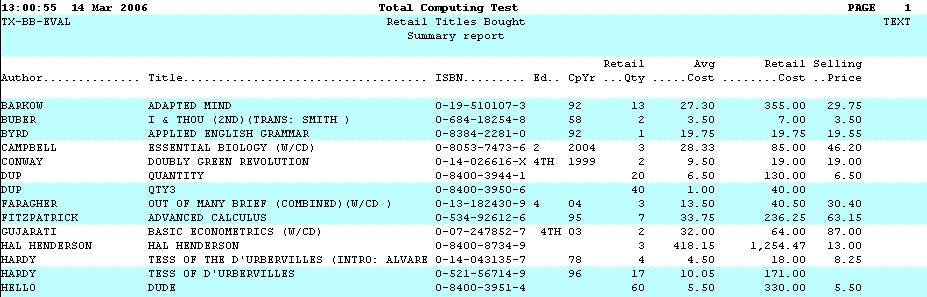 13:00:55 14 Mar 2006 Total Computing Test PAGE 1
TX-BB-EVAL Retail Titles Bought TEXT
Summary report
Retail Avg Retail Selling
Author.............. Title.................................. ISBN......... Ed.. CpYr ...Qty .....Cost ........Cost ..Price
BARKOW ADAPTED MIND 0-19-510107-3 92 13 27.30 355.00 29.75
BUBER I & THOU (2ND)(TRANS: SMITH ) 0-684-18254-8 58 2 3.50 7.00 3.50
BYRD APPLIED ENGLISH GRAMMAR 0-8384-2281-0 92 1 19.75 19.75 19.55
CAMPBELL ESSENTIAL BIOLOGY (W/CD) 0-8053-7473-6 2 2004 3 28.33 85.00 46.20
CONWAY DOUBLY GREEN REVOLUTION 0-14-026616-X 4TH 1999 2 9.50 19.00 19.00
DUP QUANTITY 0-8400-3944-1 20 6.50 130.00 6.50
DUP QTY3 0-8400-3950-6 40 1.00 40.00
FARAGHER OUT OF MANY BRIEF (COMBINED)(W/CD ) 0-13-182430-9 4 04 3 13.50 40.50 30.40
FITZPATRICK ADVANCED CALCULUS 0-534-92612-6 95 7 33.75 236.25 63.15
GUJARATI BASIC ECONOMETRICS (W/CD) 0-07-247852-7 4TH 03 2 32.00 64.00 87.00
HAL HENDERSON HAL HENDERSON 0-8400-8734-9 3 418.15 1,254.47 13.00
HARDY TESS OF THE D'URBERVILLES (INTRO: ALVARE 0-14-043135-7 78 4 4.50 18.00 8.25
HARDY TESS OF D'URBERVILLES 0-521-56714-9 96 17 10.05 171.00
HELLO DUDE 0-8400-3951-4 60 5.50 330.00 5.50